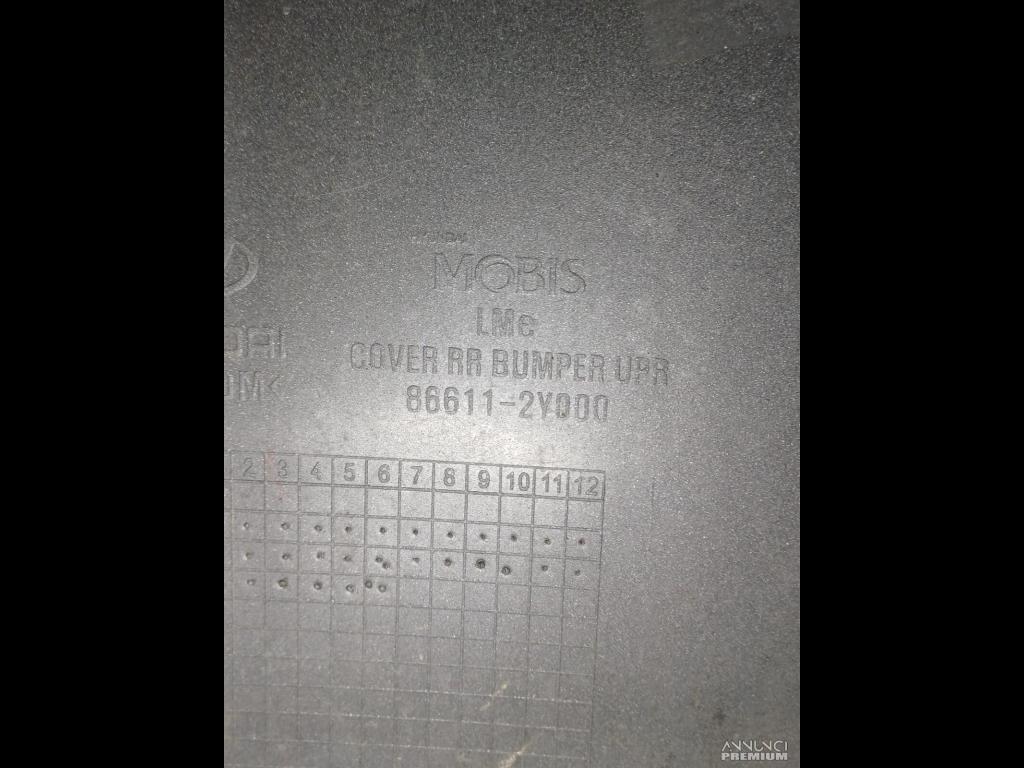 MOBIS
LMc
COVER RR BUMPER UPR
86611-2Y000
2 3 4 5 6 7 8 9 10 11 12
ANNUNCI
PREMIUM